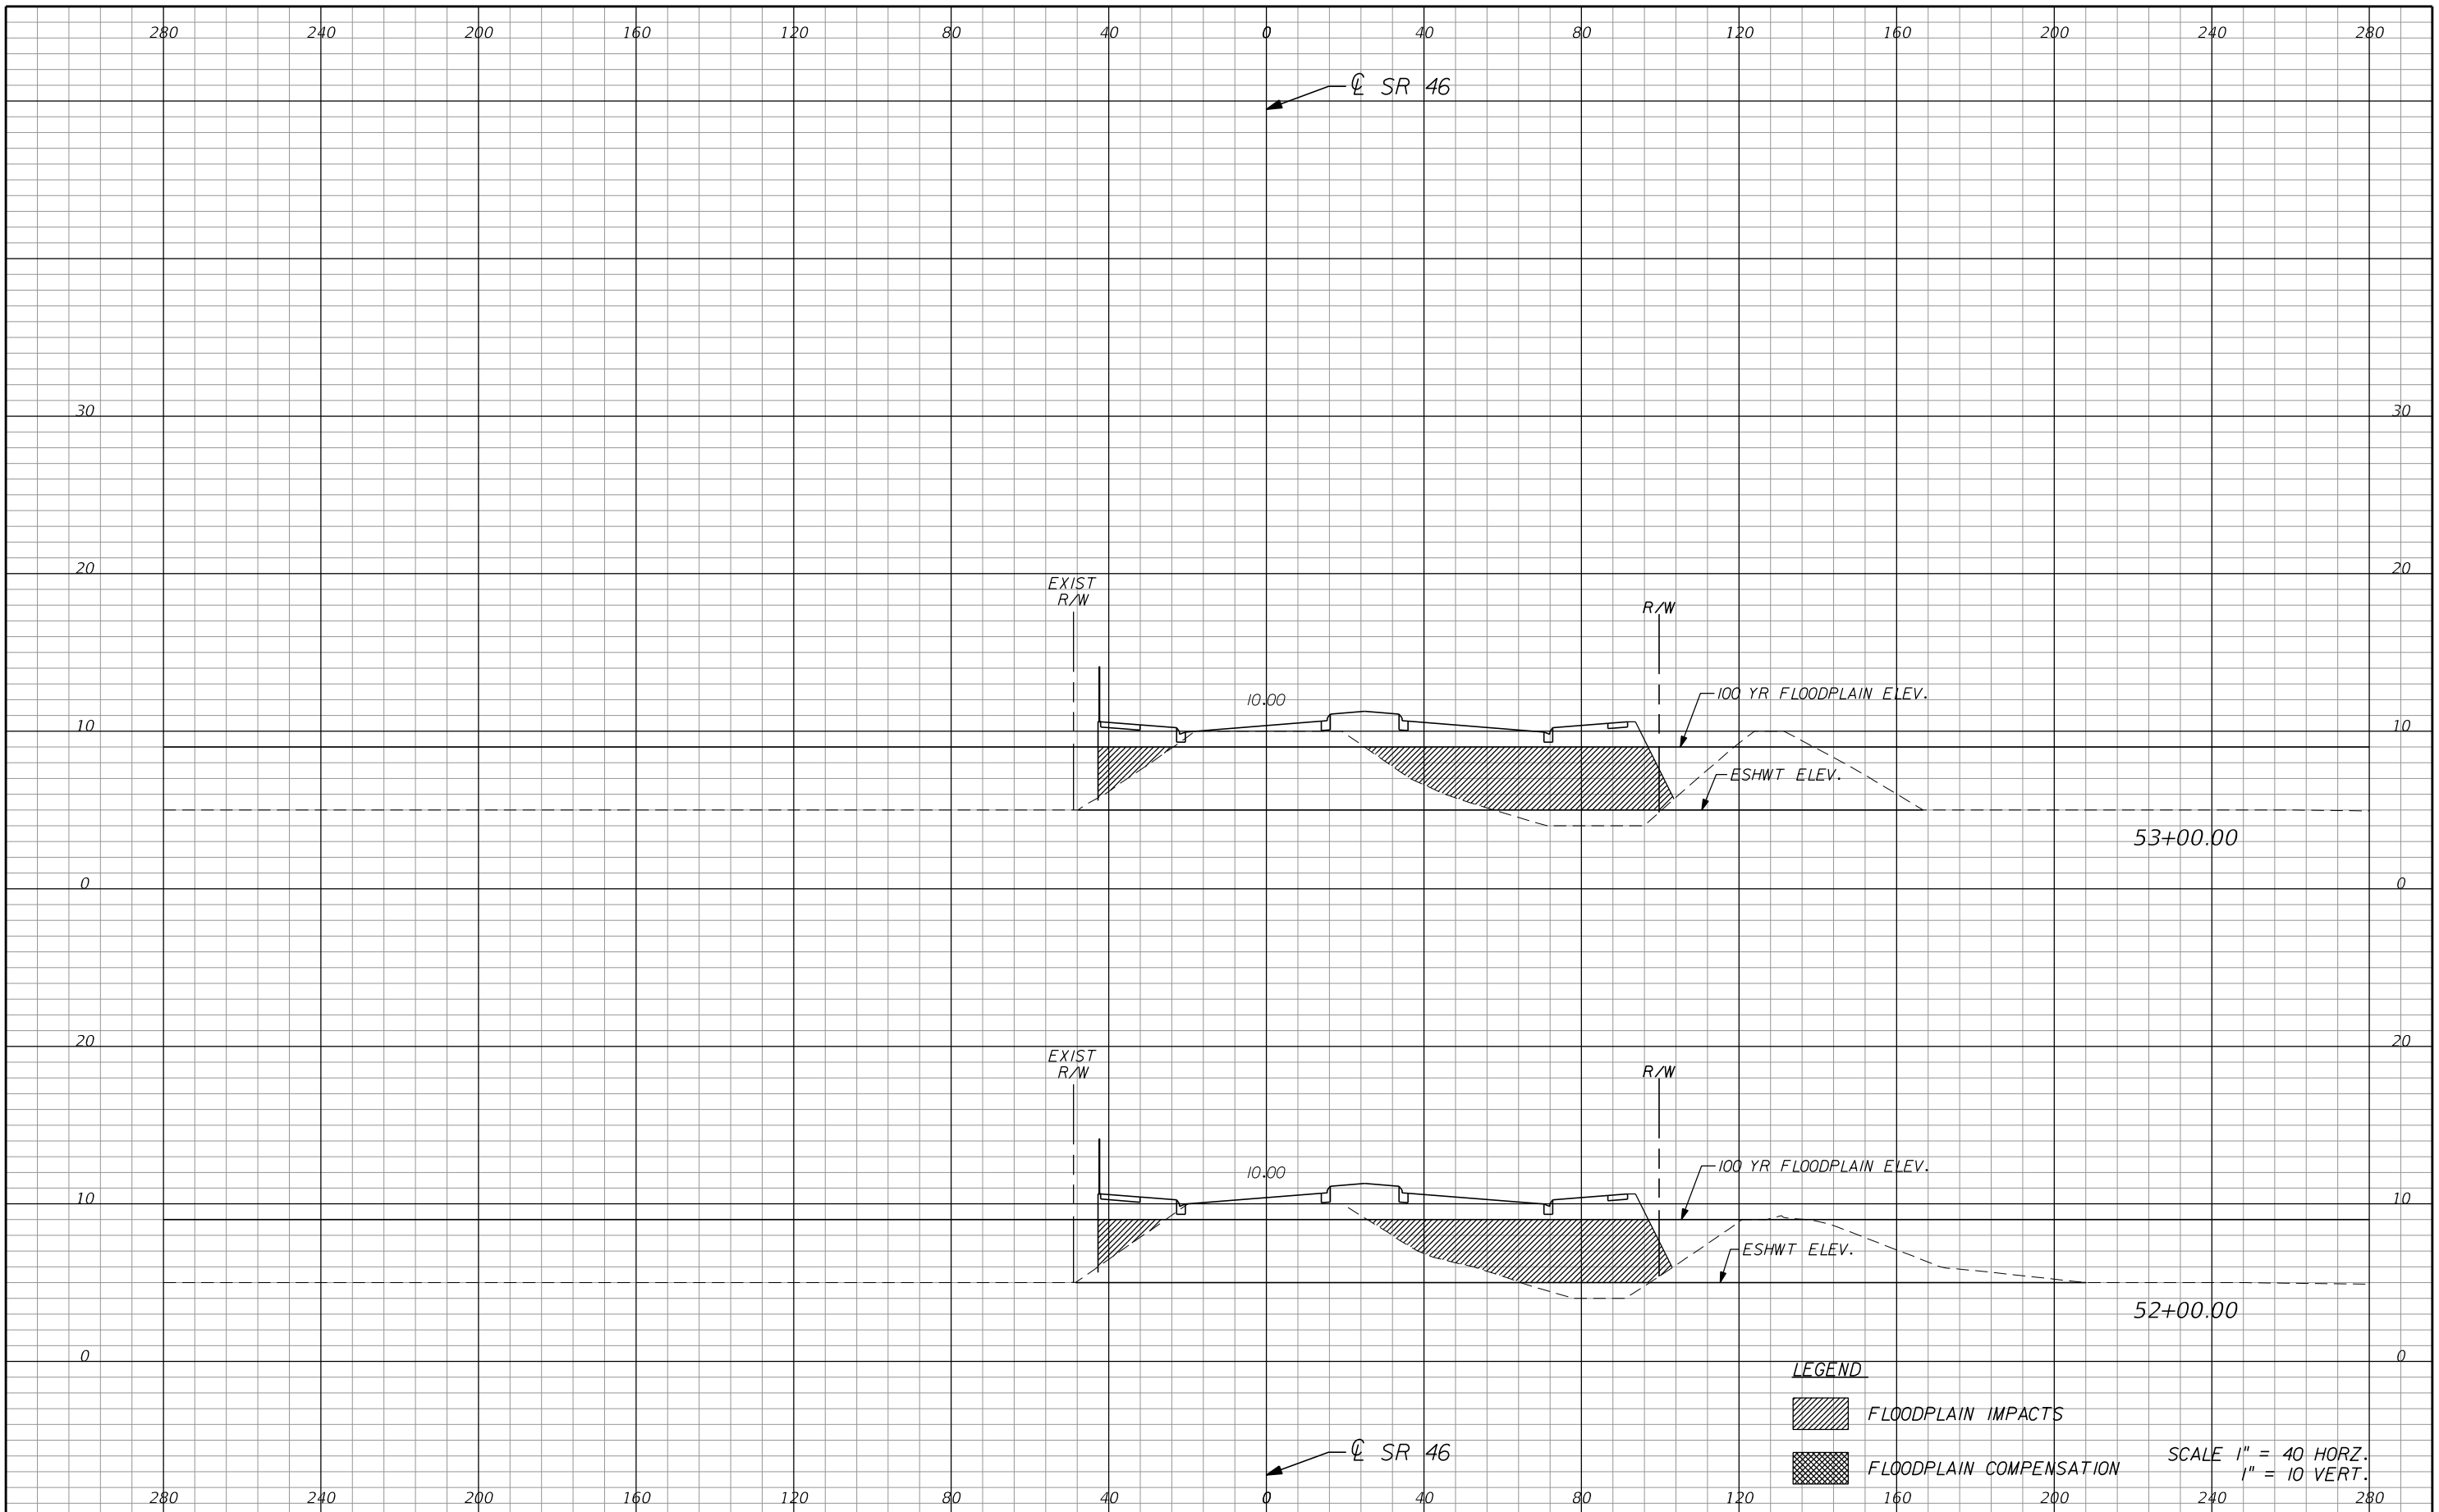 280 240 200 160 120 80 40 0 40 80 120 160 200 240 280
℄ SR 46
30 30
20 20
EXIST
R/W
R/W
100 YR FLOODPLAIN ELEV.
10.00
10 10
ESHWT ELEV.
53+00.00
0 0
20 20
EXIST
R/W
R/W
100 YR FLOODPLAIN ELEV.
10.00
10 10
ESHWT ELEV.
52+00.00
0 0
LEGEND
FLOODPLAIN IMPACTS
FLOODPLAIN COMPENSATION
℄ SR 46
SCALE 1" = 40 HORZ.
1" = 10 VERT.
280 240 200 160 120 80 40 0 40 80 120 160 200 240 280